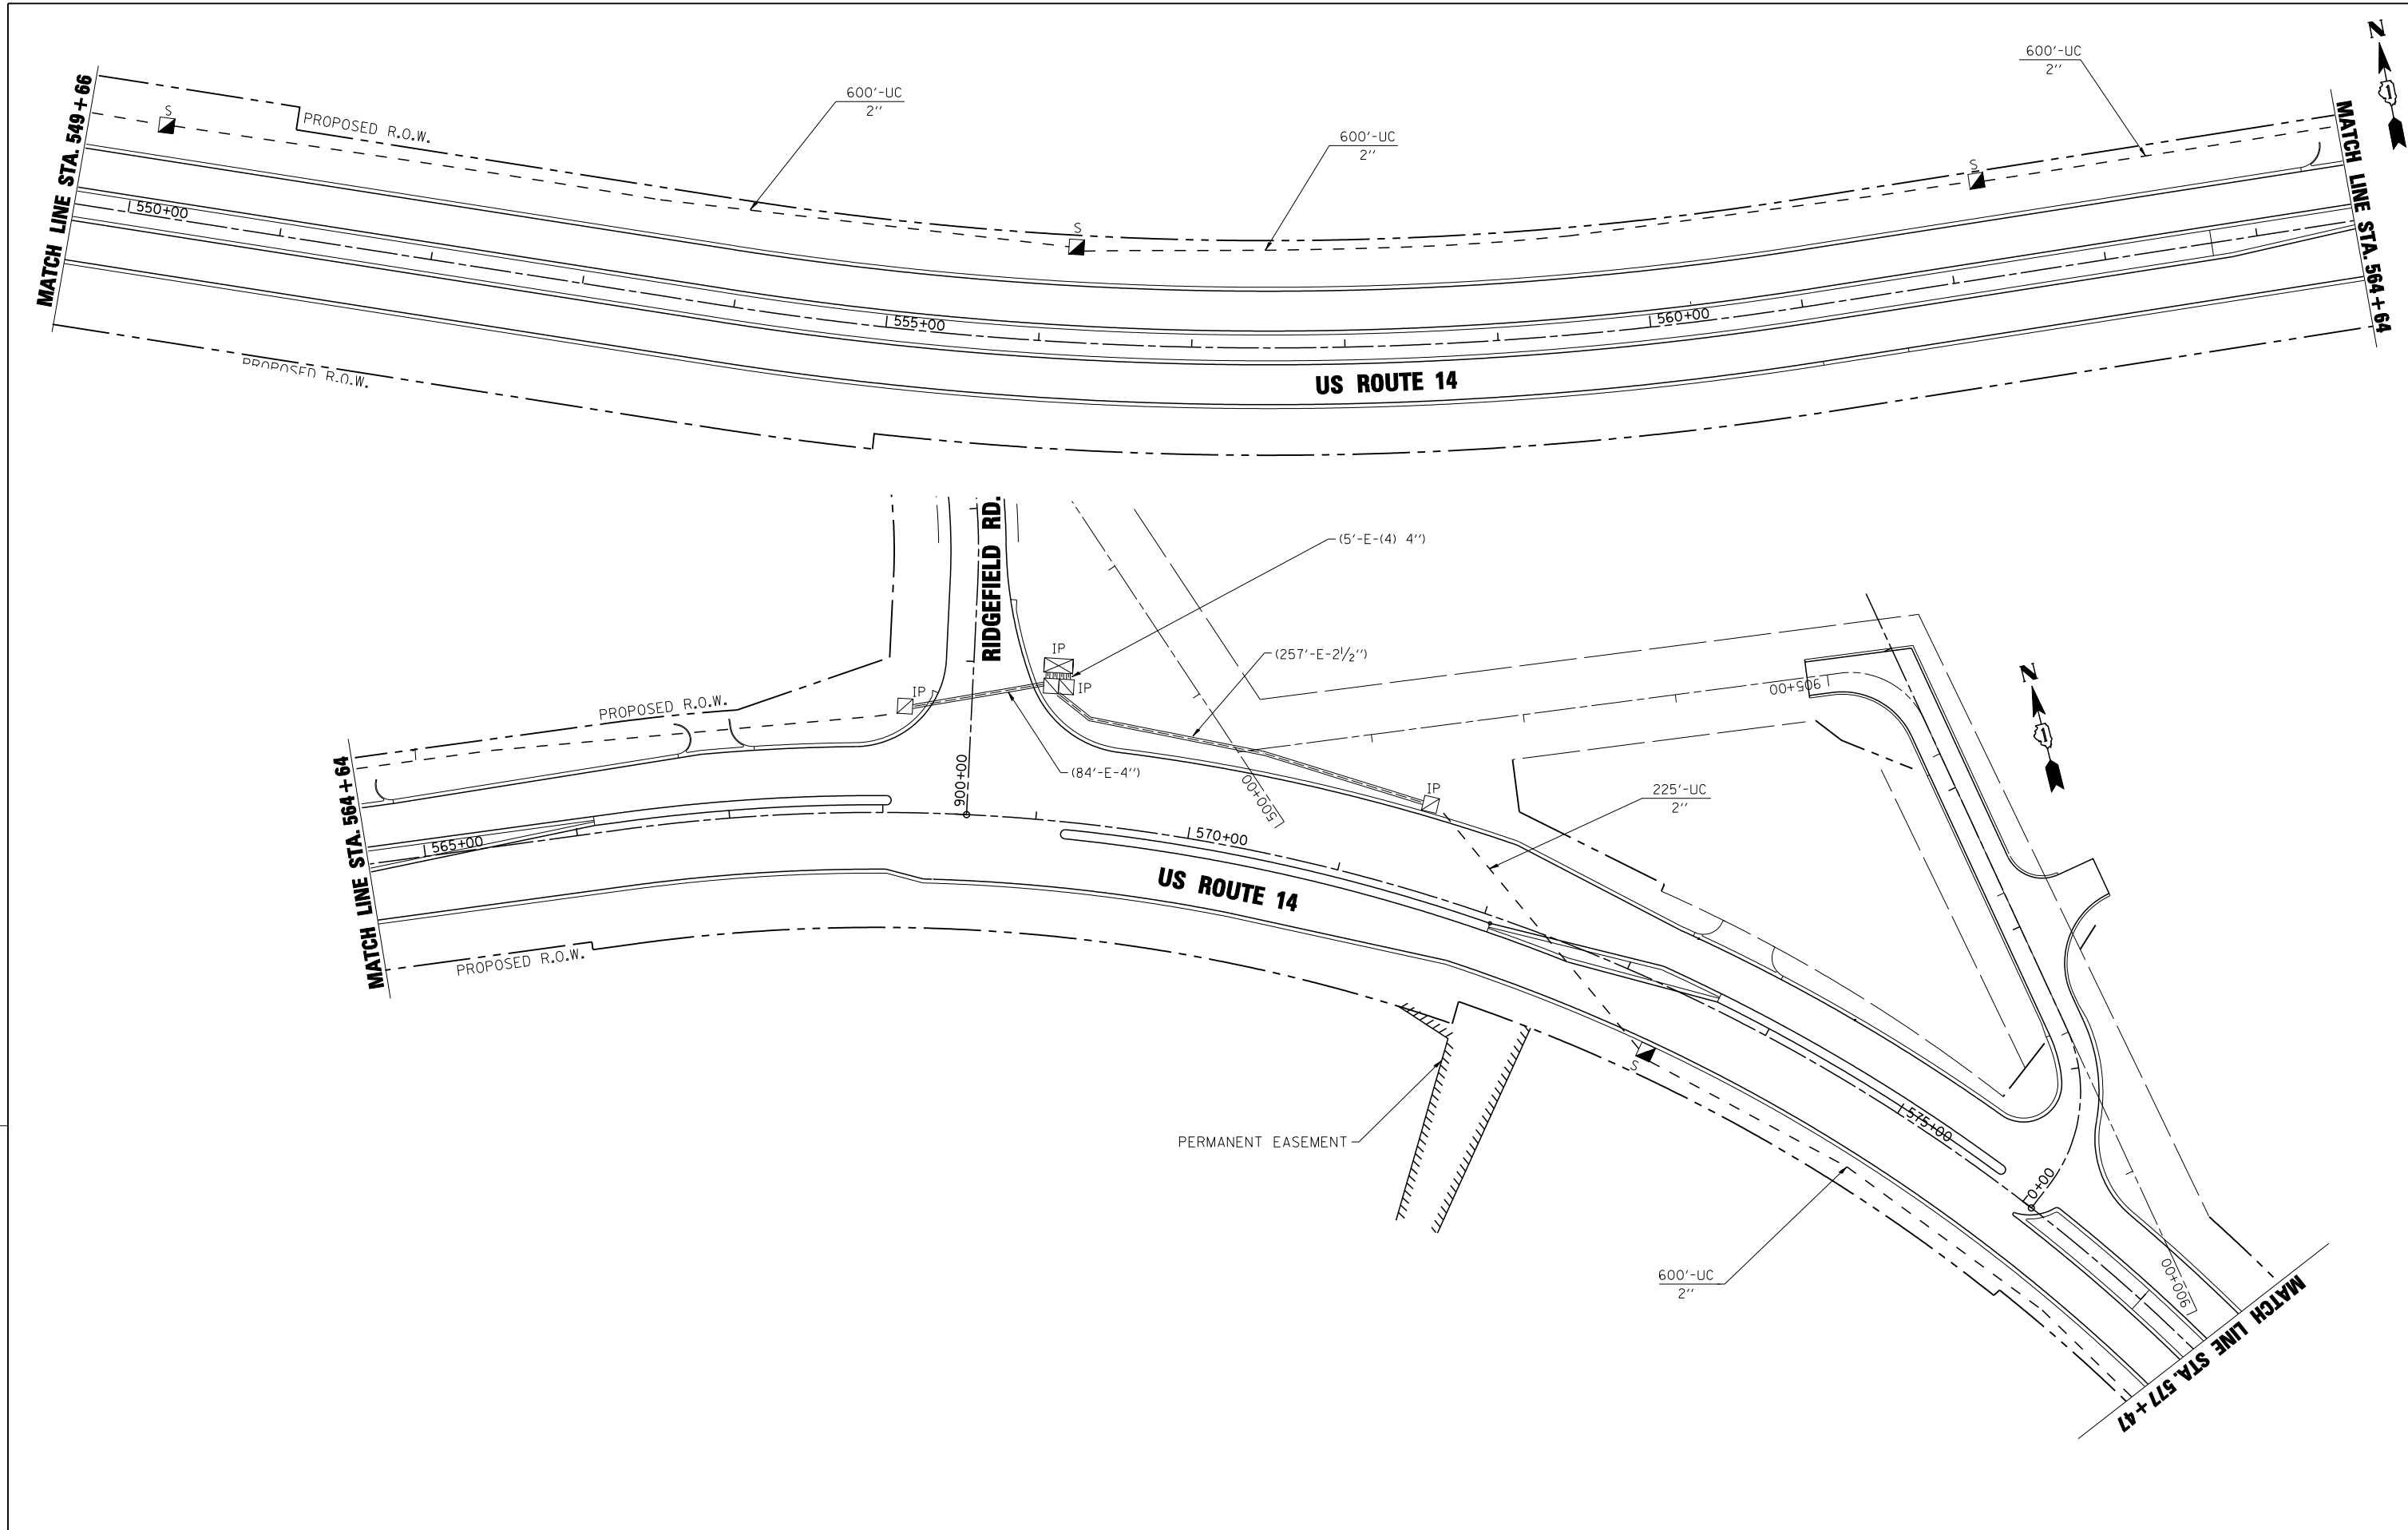 MATCH LINE STA. 549+66
S
PROPOSED R.O.W.
600'-UC
2''
600'-UC
2''
S
600'-UC
2''
S
N
1
MATCH LINE STA. 564+64
550+00
555+00
560+00
US ROUTE 14
PROPOSED R.O.W.
RIDGEFIELD RD.
(5'-E-(4) 4'')
IP
IP
IP
(257'-E-2½'')
PROPOSED R.O.W.
905+00
N
1
900+00
(84'-E-4'')
500+00
IP
225'-UC
2''
MATCH LINE STA. 564+64
565+00
570+00
US ROUTE 14
PROPOSED R.O.W.
S
PERMANENT EASEMENT
575+00
0+00
600'-UC
2''
900+00
MATCH LINE STA. 577+47